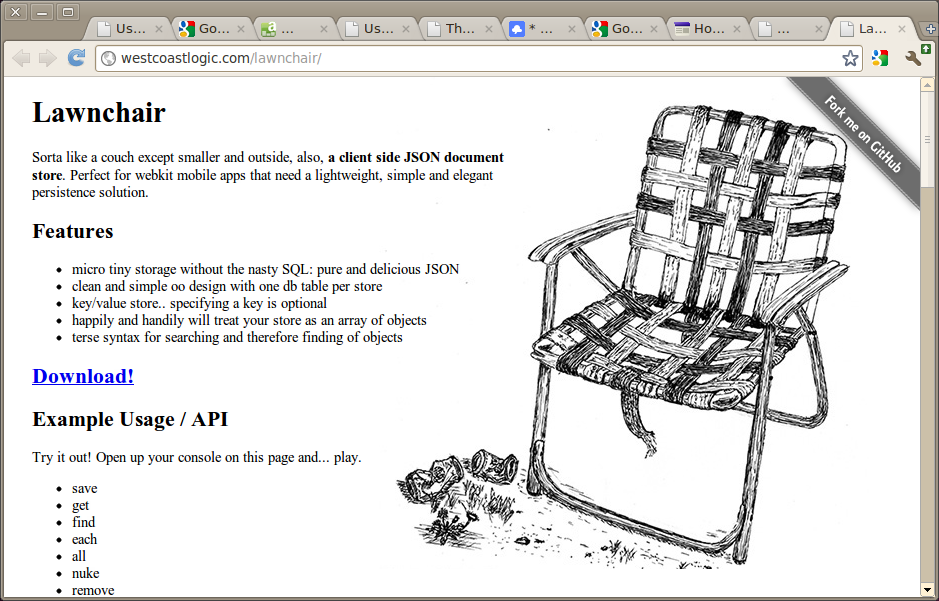 Us...
Go...
...
Us...
Th...
* ...
Go...
Ho...
...
La...
westcoastlogic.com/lawnchair/
Fork me on GitHub
Lawnchair
Sorta like a couch except smaller and outside, also, a client side JSON document
store. Perfect for webkit mobile apps that need a lightweight, simple and elegant
persistence solution.
Features
micro tiny storage without the nasty SQL: pure and delicious JSON
clean and simple oo design with one db table per store
key/value store.. specifying a key is optional
happily and handily will treat your store as an array of objects
terse syntax for searching and therefore finding of objects
Download!
Example Usage / API
Try it out! Open up your console on this page and... play.
save
get
find
each
all
nuke
remove